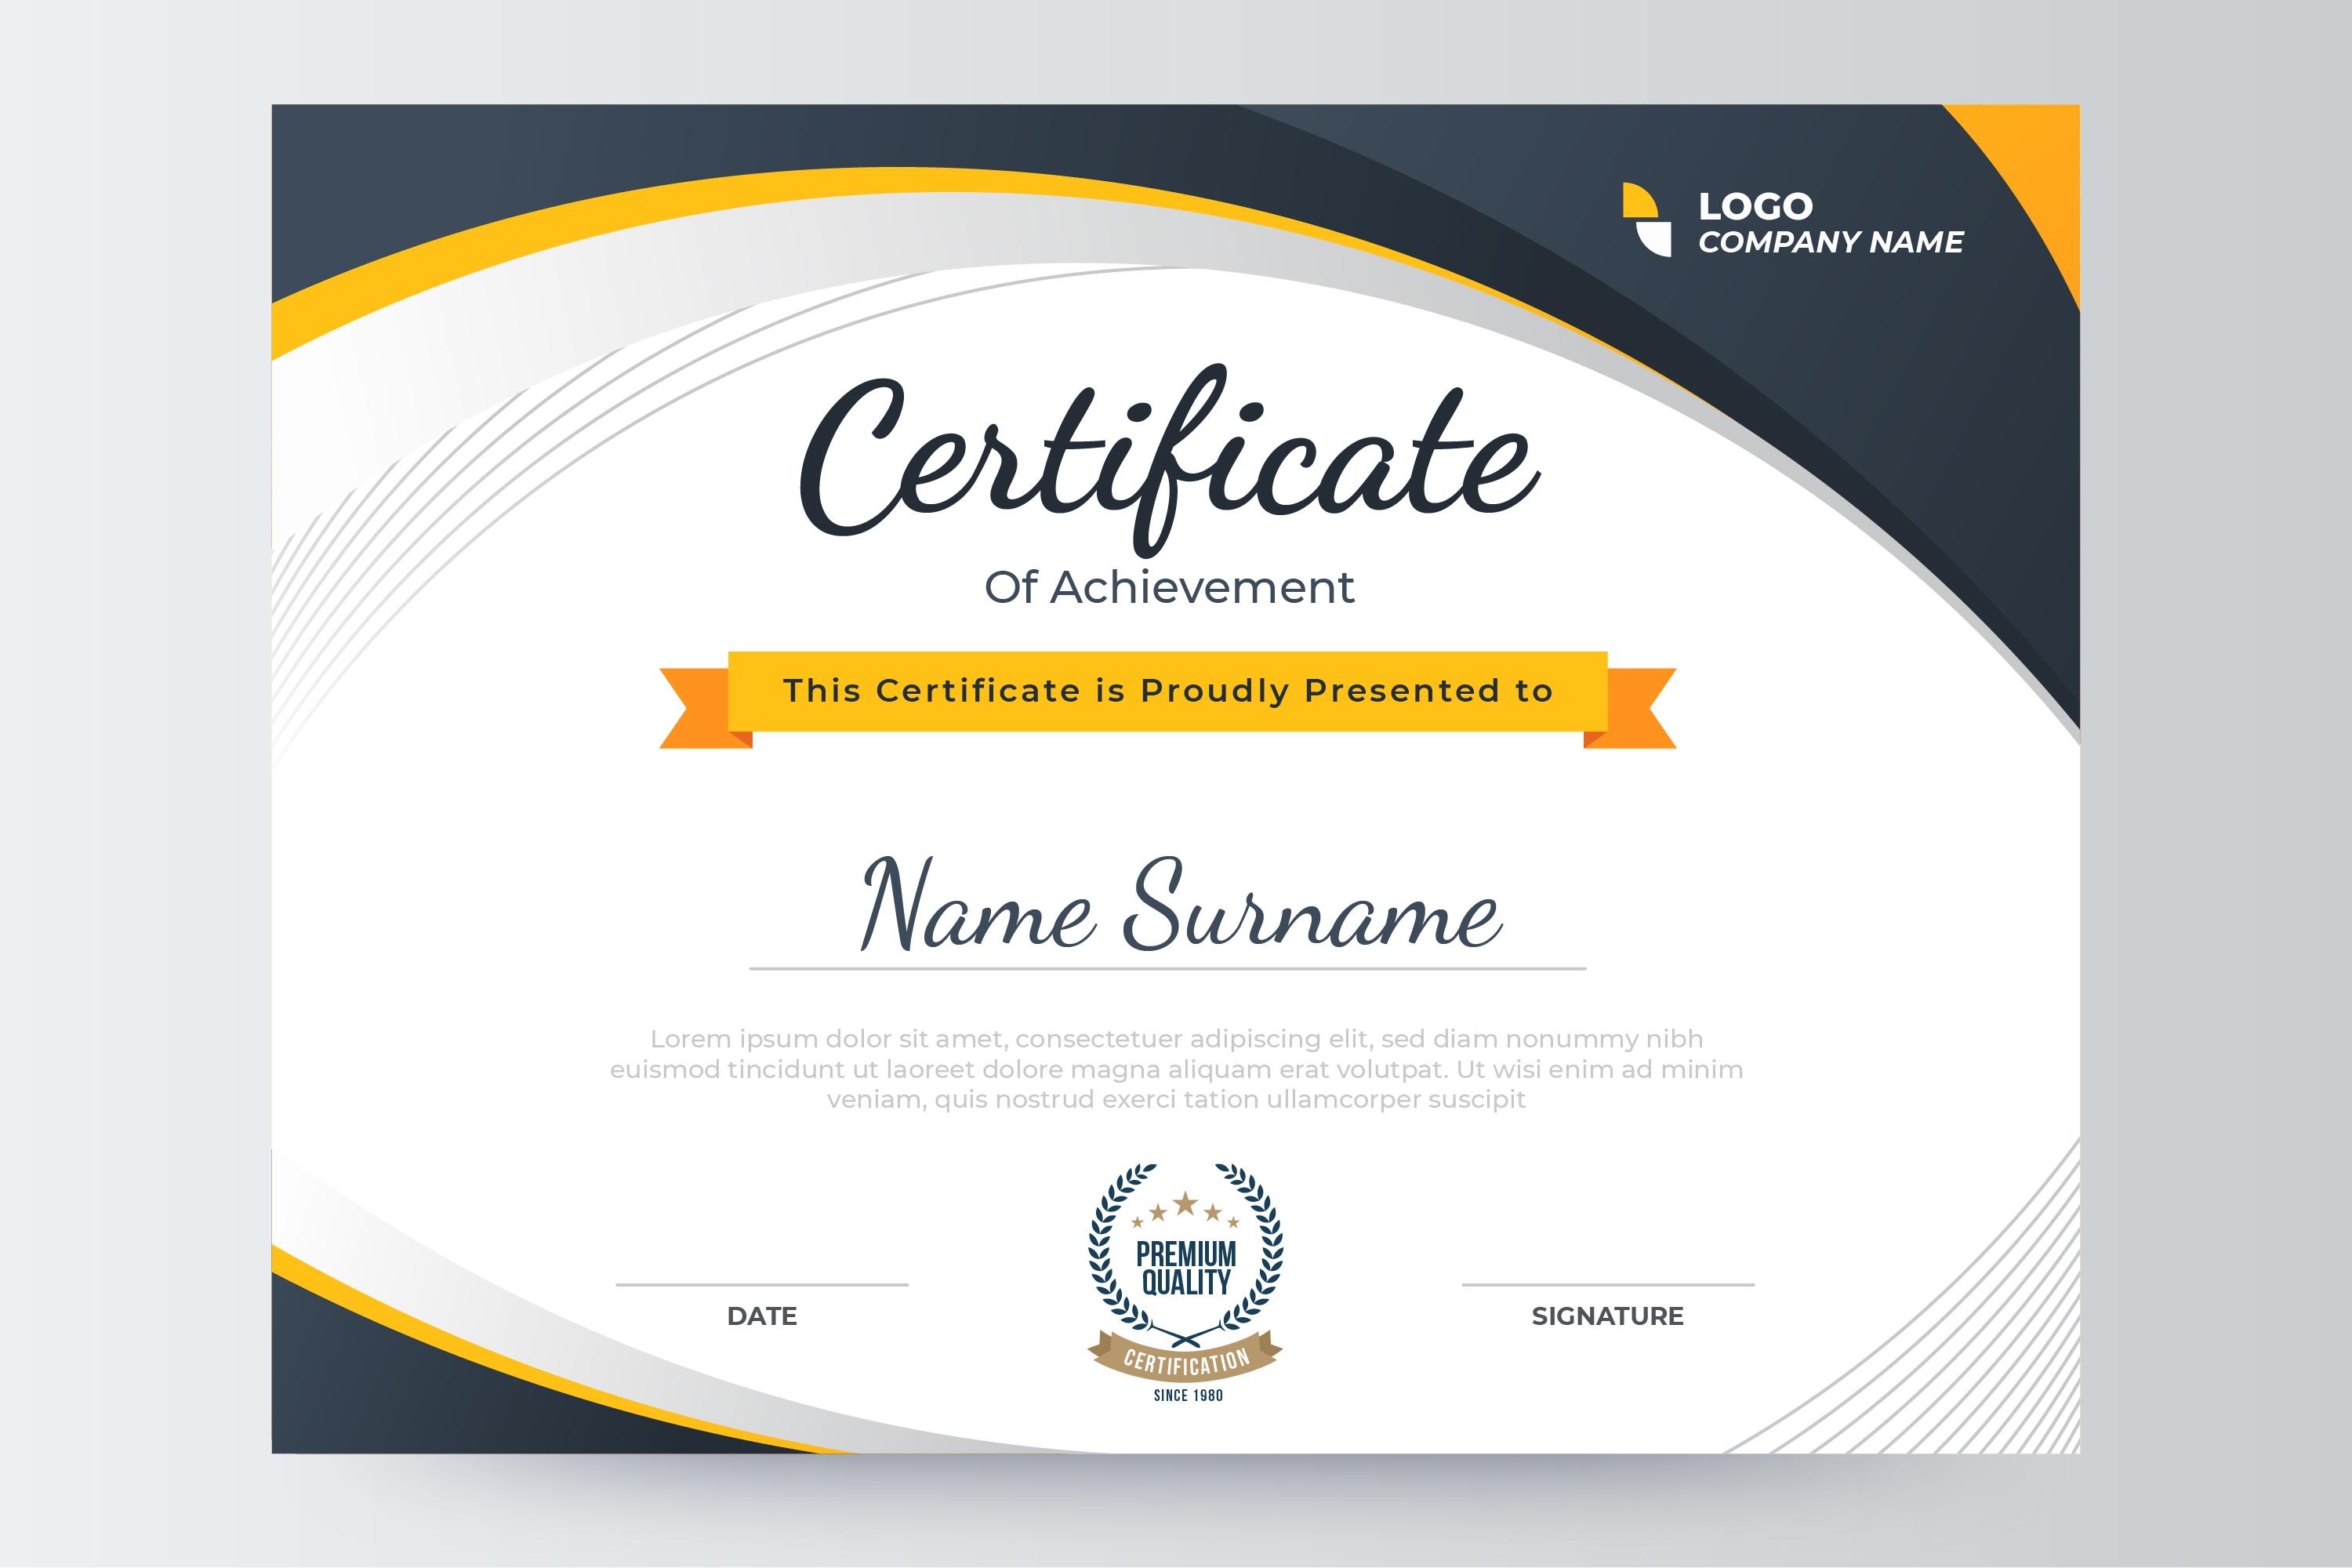 LOGO
COMPANY NAME
Certificate
Of Achievement
This Certificate is Proudly Presented to
Name Surname
Lorem ipsum dolor sit amet, consectetuer adipiscing elit, sed diam nonummy nibh
euismod tincidunt ut laoreet dolore magna aliquam erat volutpat. Ut wisi enim ad minim
veniam, quis nostrud exerci tation ullamcorper suscipit
PREMIUM
QUALITY
CERTIFICATION
SINCE 1980
DATE
SIGNATURE